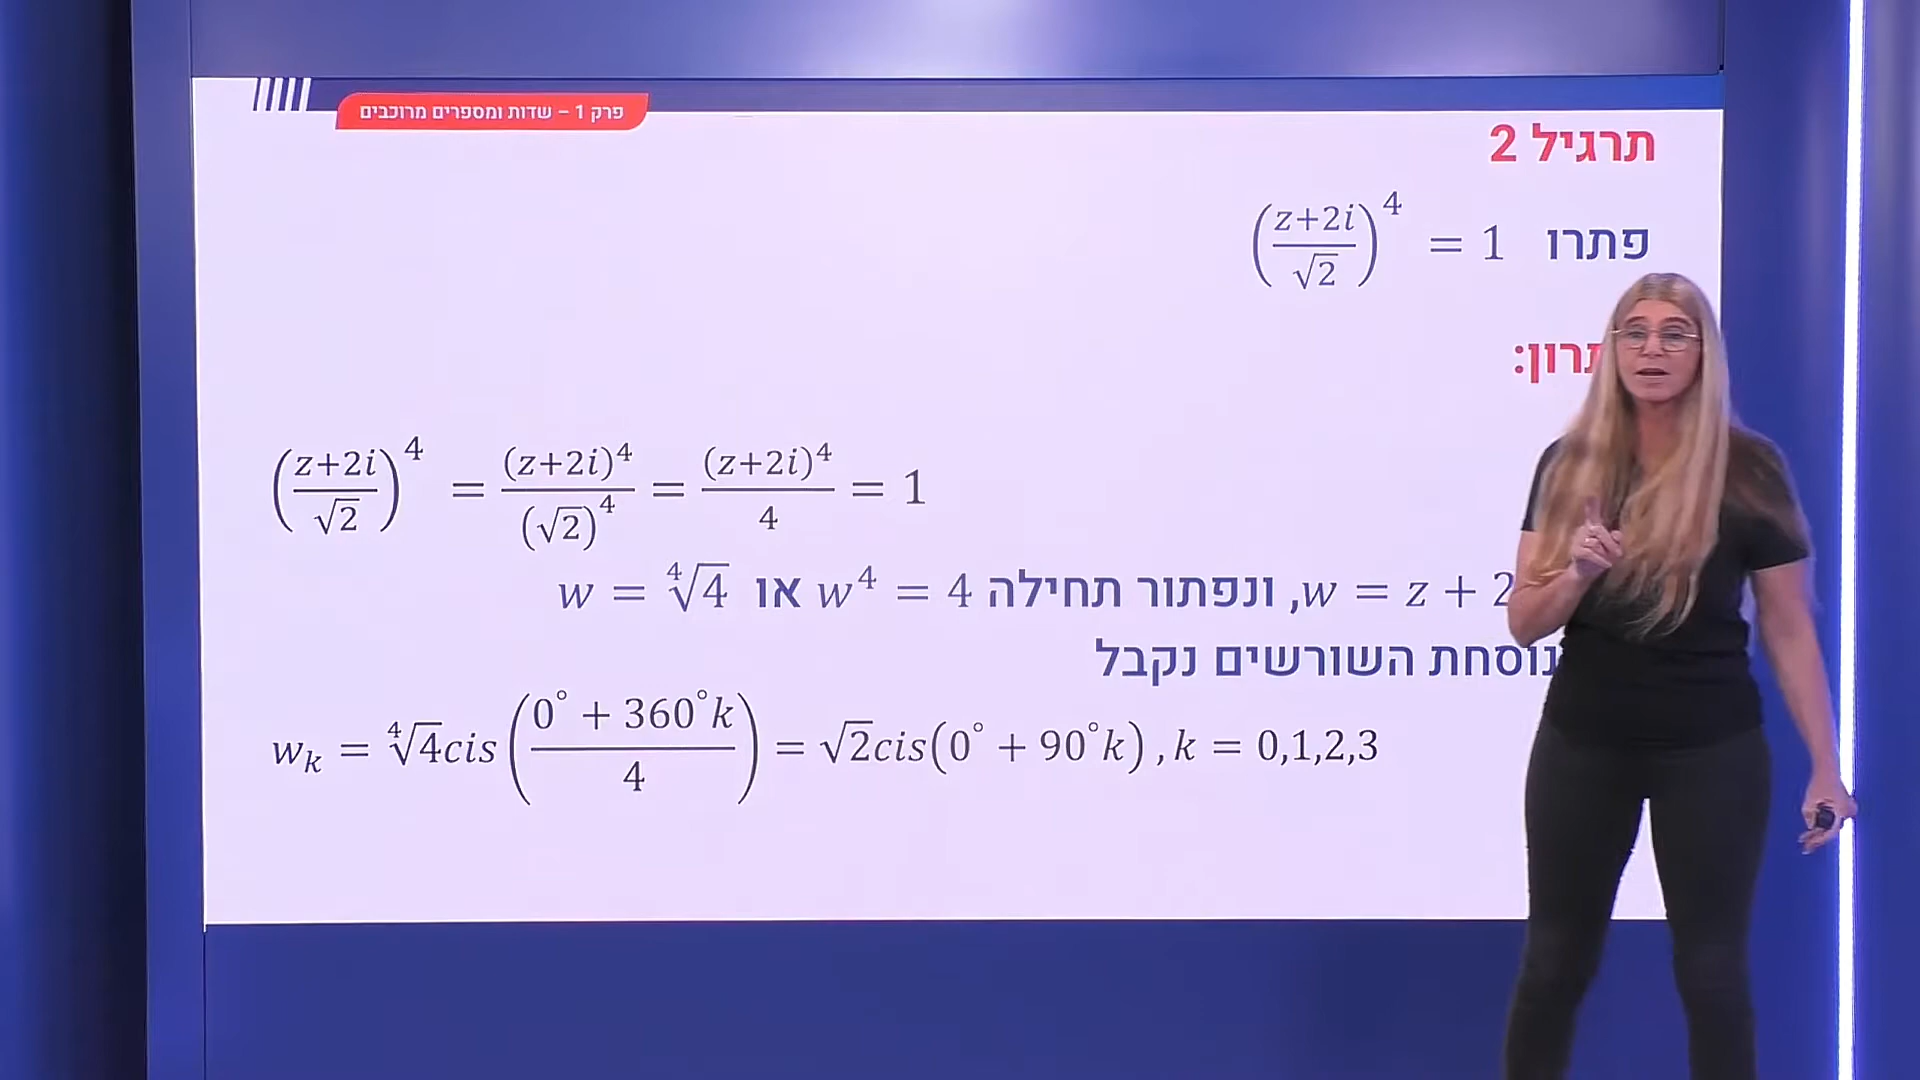 פרק 1 – שדות ומספרים מרוכבים
תרגיל 2
פתרו $\left(\frac{z+2i}{\sqrt{2}}\right)^4 = 1$
$\left(\frac{z+2i}{\sqrt{2}}\right)^4 = \frac{(z+2i)^4}{(\sqrt{2})^4} = \frac{(z+2i)^4}{4} = 1$
$w = z + 2$, ונפתור תחילה $w^4 = 4$ או $w = \sqrt[4]{4}$
נוסחת השורשים נקבל
$w_k = \sqrt[4]{4}cis\left(\frac{0^\circ + 360^\circ k}{4}\right) = \sqrt{2}cis(0^\circ + 90^\circ k), k = 0,1,2,3$